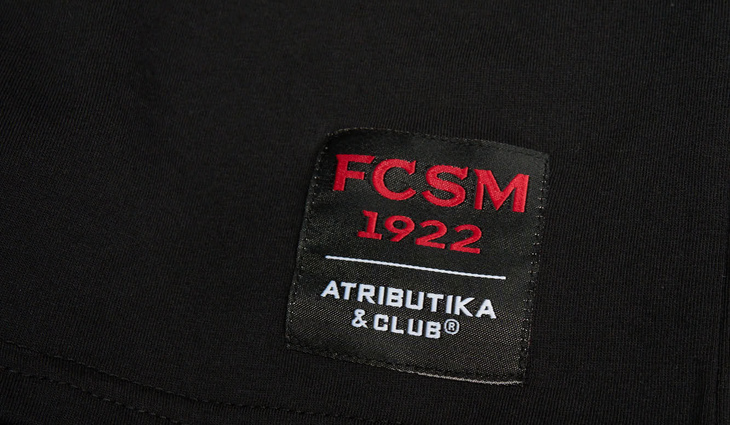 FCSM
1922
ATRIBUTIKA
& CLUB®